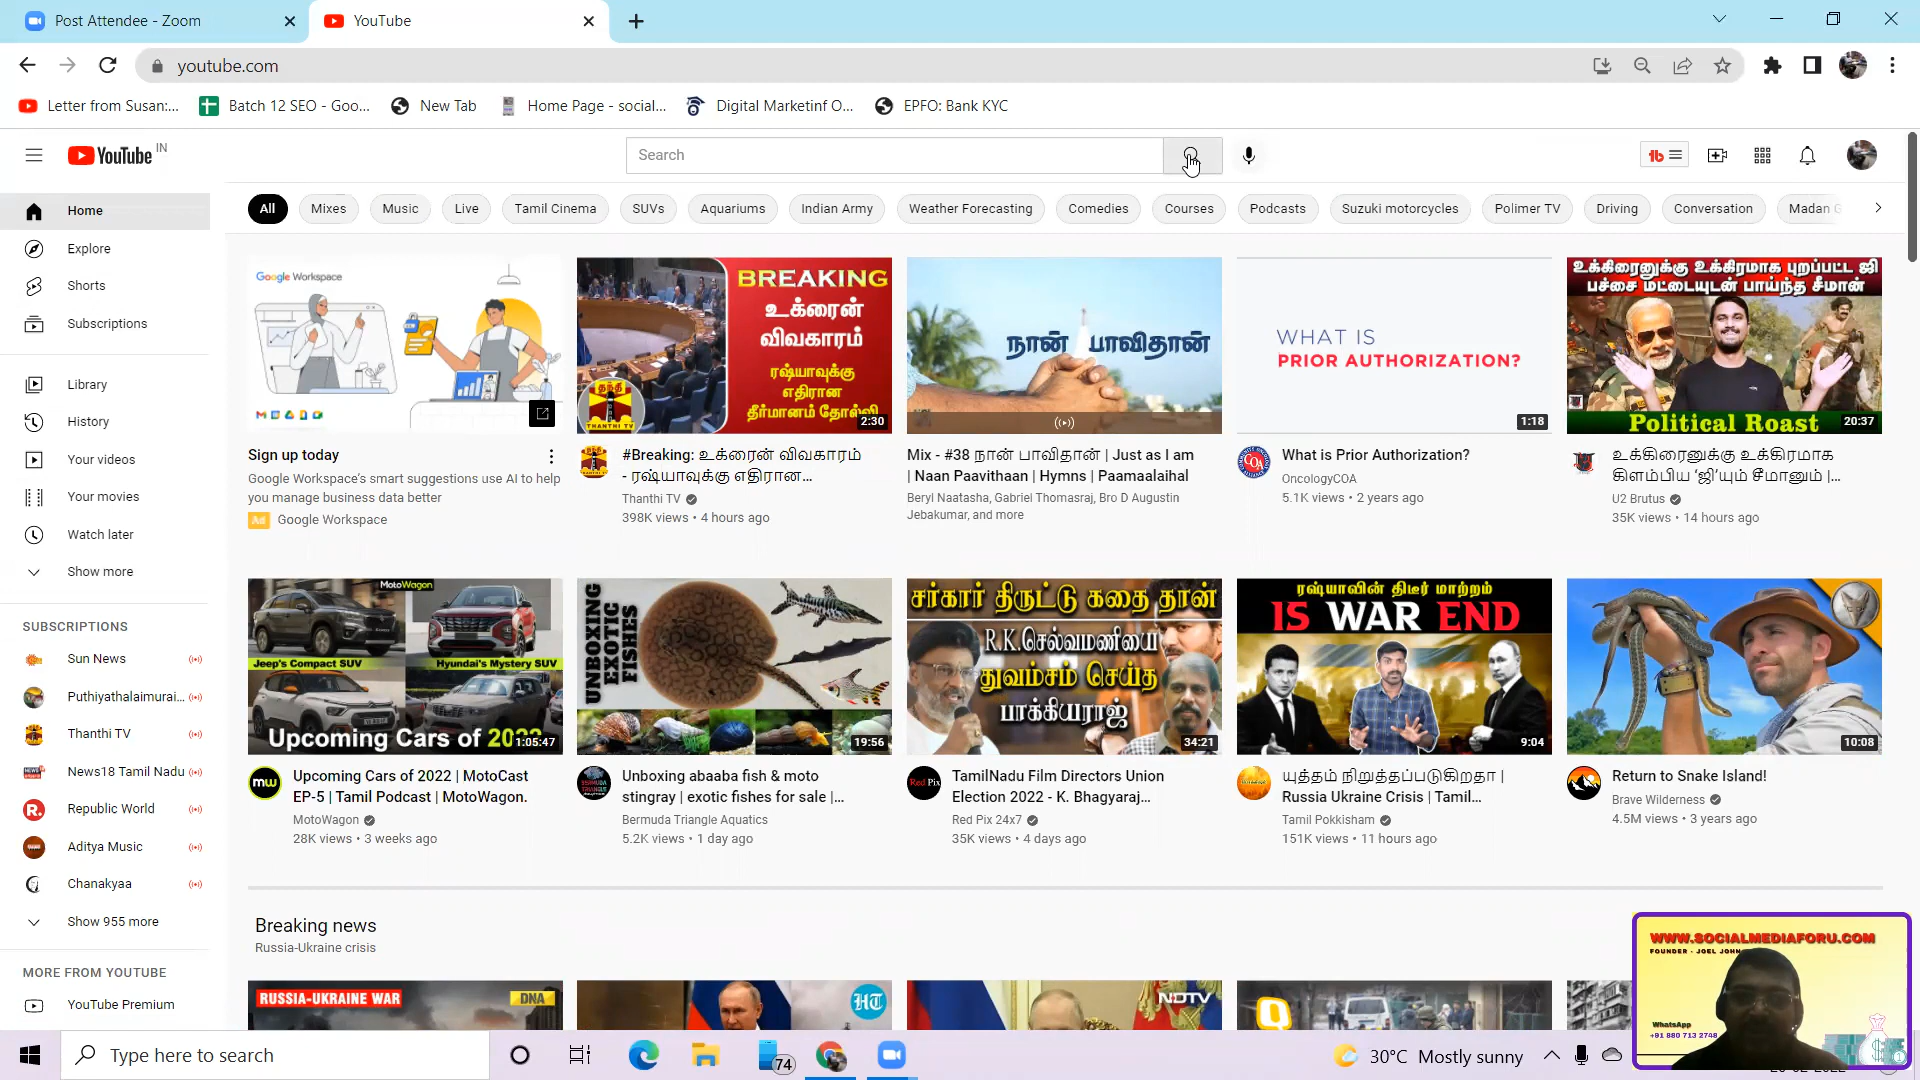 Post Attendee - Zoom
YouTube
youtube.com
Letter from Susan:...
Batch 12 SEO - Goo...
New Tab
Home Page - social...
Digital Marketinf O...
EPFO: Bank KYC
YouTube IN
Search
Home
Explore
Shorts
Subscriptions
Library
History
Your videos
Your movies
Watch later
Show more
SUBSCRIPTIONS
Sun News
Puthiyathalaimurai...
Thanthi TV
News18 Tamil Nadu
Republic World
Aditya Music
Chanakyaa
Show 955 more
MORE FROM YOUTUBE
YouTube Premium
All
Mixes
Music
Live
Tamil Cinema
SUVs
Aquariums
Indian Army
Weather Forecasting
Comedies
Courses
Podcasts
Suzuki motorcycles
Polimer TV
Driving
Conversation
Madan G
Google Workspace
Sign up today
Google Workspace's smart suggestions use AI to help
you manage business data better
Ad Google Workspace
BREAKING
உக்ரைன்
விவகாரம்
ரஷ்யாவுக்கு
எதிரான
தீர்மானம் தோல்வி
THANTHI TV
2:30
#Breaking: உக்ரைன் விவகாரம்
- ரஷ்யாவுக்கு எதிரான...
Thanthi TV
398K views • 4 hours ago
நான் பாவிதான்
Mix - #38 நான் பாவிதான் | Just as I am
| Naan Paavithaan | Hymns | Paamaalaihal
Beryl Naatasha, Gabriel Thomasraj, Bro D Augustin
Jebakumar, and more
WHAT IS
PRIOR AUTHORIZATION?
1:18
What is Prior Authorization?
OncologyCOA
5.1K views • 2 years ago
உக்கிரைனுக்கு உக்கிரமாக புறப்பட்ட ஜி
பச்சை மட்டையுடன் பாய்ந்த சீமான்
Political Roast
20:37
உக்கிரைனுக்கு உக்கிரமாக
கிளம்பிய ‘ஜி’யும் சீமானும் |...
U2 Brutus
35K views • 14 hours ago
MotoWagon
Jeep's Compact SUV
Hyundai's Mystery SUV
Upcoming Cars of 2022
1:05:47
Upcoming Cars of 2022 | MotoCast
EP-5 | Tamil Podcast | MotoWagon.
MotoWagon
28K views • 3 weeks ago
UNBOXING
EXOTIC
FISHES
19:56
Unboxing abaaba fish & moto
stingray | exotic fishes for sale |...
Bermuda Triangle Aquatics
5.2K views • 1 day ago
சர்கார் திருட்டு கதை தான்
R.K.செல்வமணியை
துவம்சம் செய்த
பாக்கியராஜ்
34:21
Red Pix
TamilNadu Film Directors Union
Election 2022 - K. Bhagyaraj...
Red Pix 24x7
35K views • 4 days ago
ரஷ்யாவின் திடீர் மாற்றம்
IS WAR END
9:04
யுத்தம் நிறுத்தப்படுகிறதா |
Russia Ukraine Crisis | Tamil...
Tamil Pokkisham
151K views • 11 hours ago
10:08
Return to Snake Island!
Brave Wilderness
4.5M views • 3 years ago
Breaking news
Russia-Ukraine crisis
RUSSIA-UKRAINE WAR
DNA
HT
NDTV
WWW.SOCIALMEDIAFORU.COM
FOUNDER - JOEL JOHN
WhatsApp
+91 880 713 2748
Type here to search
74
30°C Mostly sunny